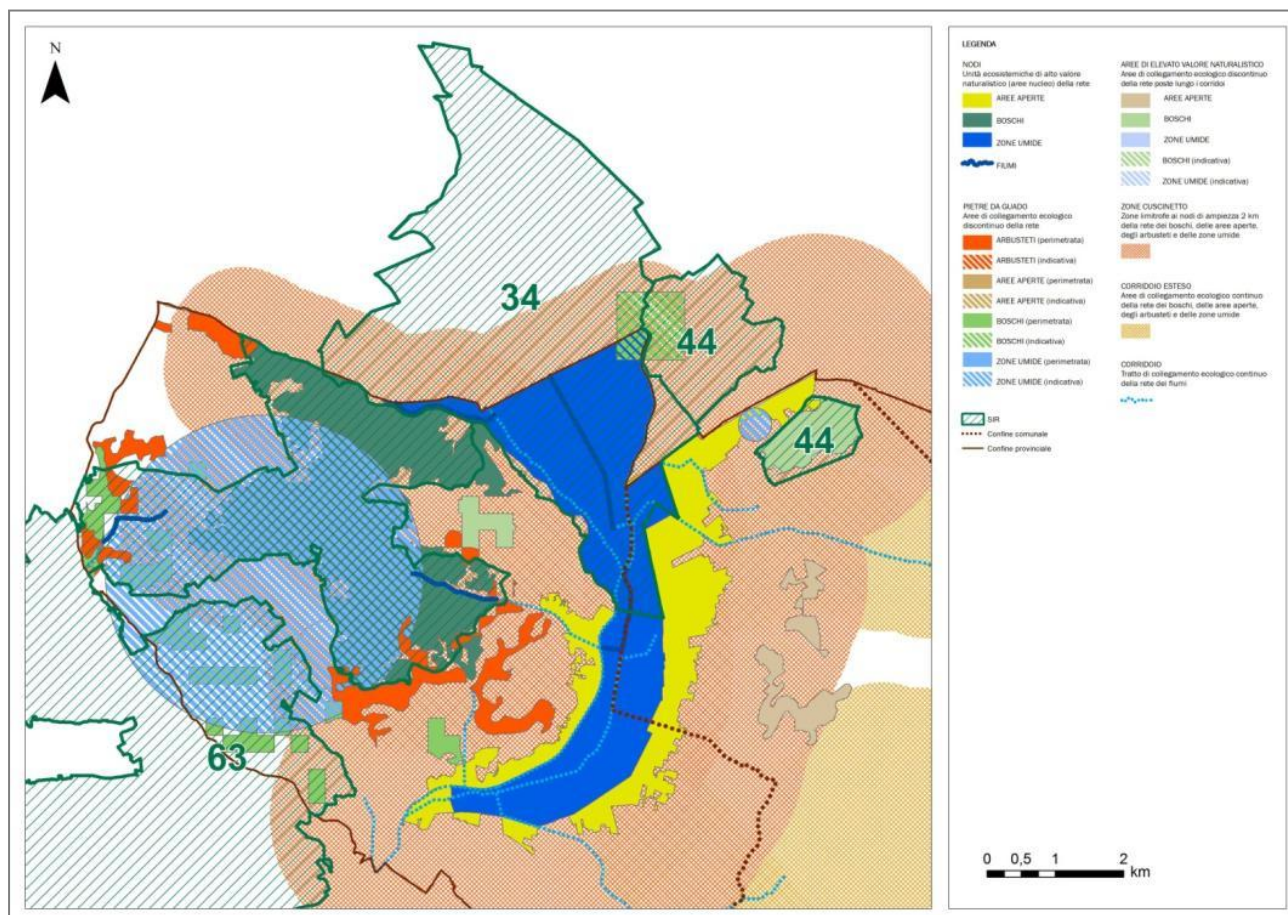 N
34
44
44
63
LEGENDA
NODI
Unità ecosistemiche di alto valore
naturalistico (aree nucleo) della rete
AREE APERTE
BOSCHI
ZONE UMIDE
FIUMI
PIETRE DA GUADO
Aree di collegamento ecologico
discontinuo della rete
ARBUSTETI (perimetrata)
ARBUSTETI (indicativa)
AREE APERTE (perimetrata)
AREE APERTE (indicativa)
BOSCHI (perimetrata)
BOSCHI (indicativa)
ZONE UMIDE (perimetrata)
ZONE UMIDE (indicativa)
SIR
Confine comunale
Confine provinciale
AREE DI ELEVATO VALORE NATURALISTICO
Aree di collegamento ecologico discontinuo
della rete poste lungo i corridoi
AREE APERTE
BOSCHI
ZONE UMIDE
BOSCHI (indicativa)
ZONE UMIDE (indicativa)
ZONE CUSCINETTO
Zone limitrofe ai nodi di ampiezza 2 km
della rete dei boschi, delle aree aperte,
degli arbusteti e delle zone umide
CORRIDOIO ESTESO
Aree di collegamento ecologico continuo
della rete dei boschi, delle aree aperte,
degli arbusteti e delle zone umide
CORRIDOIO
Tratto di collegamento ecologico continuo
della rete dei fiumi
0 0,5 1 2
km